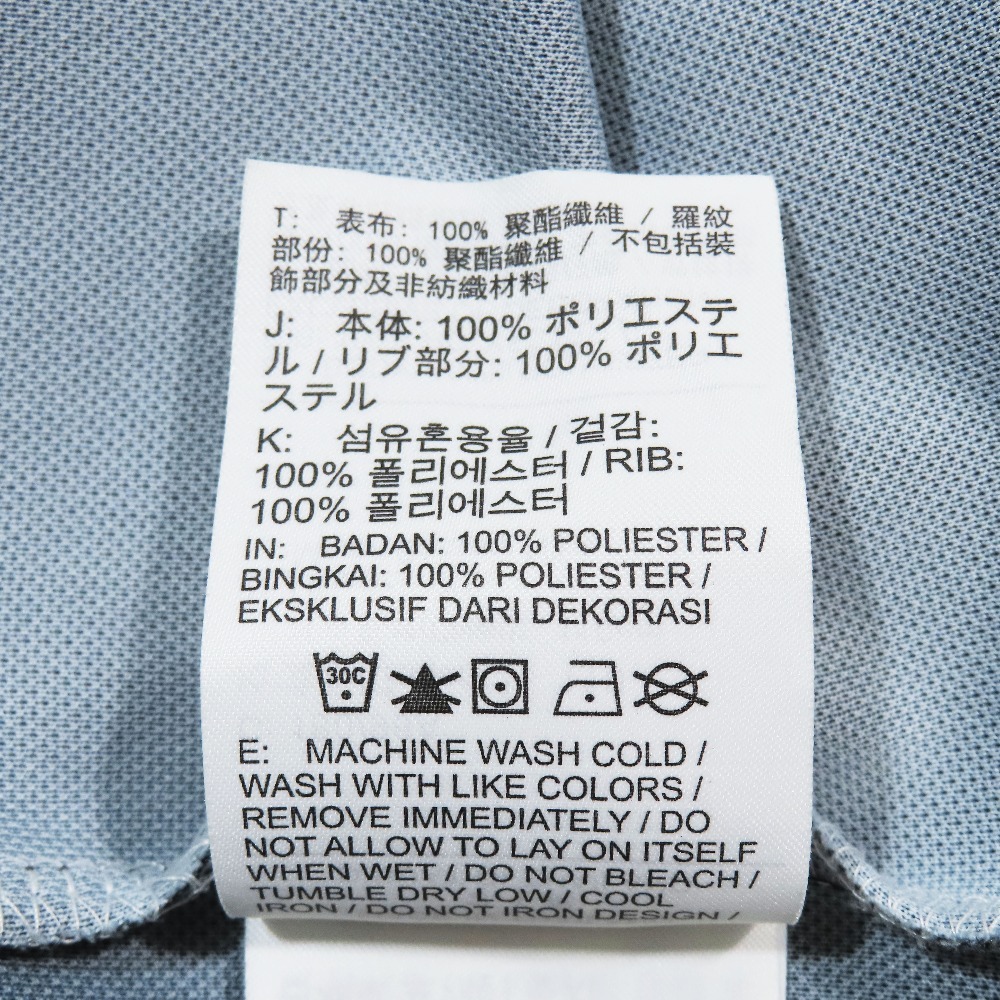 T: 表布: 100% 聚酯纖維 / 羅紋
部份: 100% 聚酯纖維 / 不包括裝
飾部分及非紡織材料
J: 本体: 100% ポリエステ
ル / リブ部分: 100% ポリエ
ステル
K: 섬유혼용율 / 겉감:
100% 폴리에스터 / RIB:
100% 폴리에스터
IN: BADAN: 100% POLIESTER /
BINGKAI: 100% POLIESTER /
EKSKLUSIF DARI DEKORASI
30C
E: MACHINE WASH COLD /
WASH WITH LIKE COLORS /
REMOVE IMMEDIATELY / DO
NOT ALLOW TO LAY ON ITSELF
WHEN WET / DO NOT BLEACH /
TUMBLE DRY LOW / COOL
IRON / DO NOT IRON DESIGN /